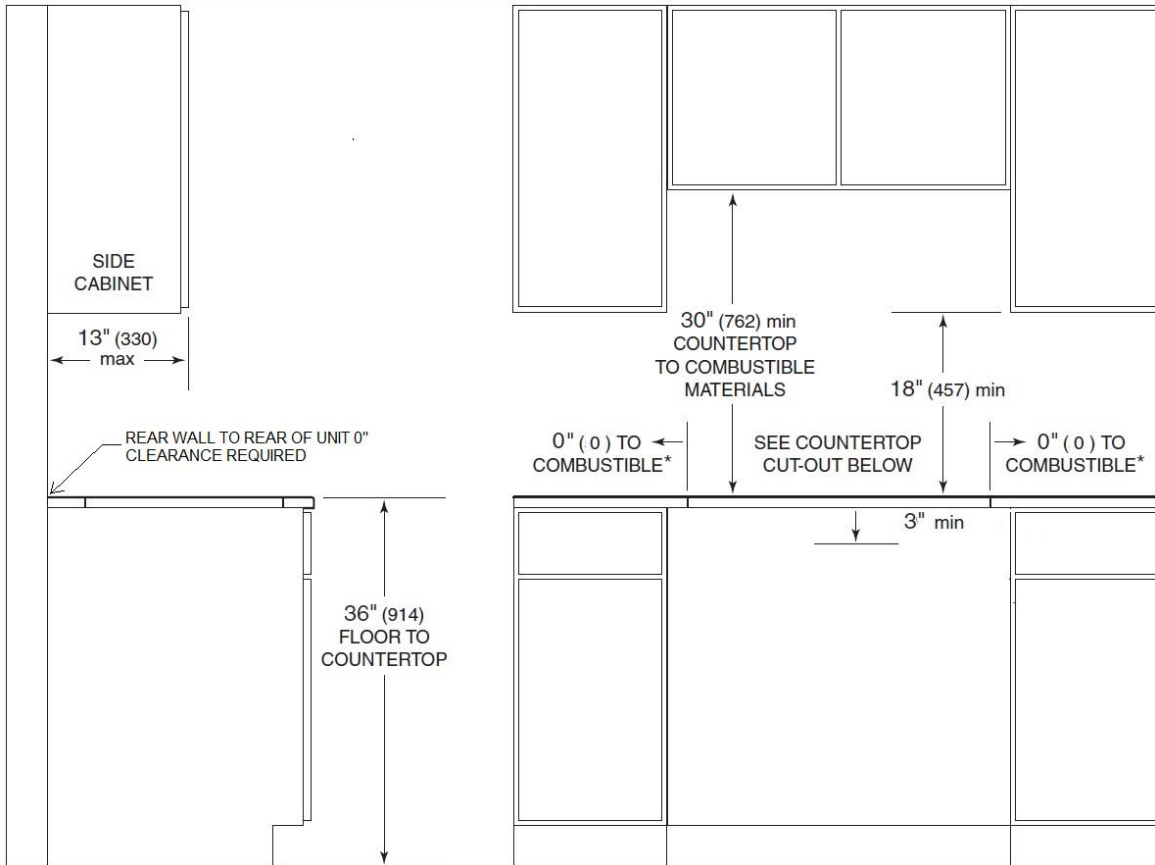 SIDE
CABINET
13" (330)
max
REAR WALL TO REAR OF UNIT 0"
CLEARANCE REQUIRED
36" (914)
FLOOR TO
COUNTERTOP
30" (762) min
COUNTERTOP
TO COMBUSTIBLE
MATERIALS
18" (457) min
0" ( 0 ) TO
COMBUSTIBLE*
SEE COUNTERTOP
CUT-OUT BELOW
0" ( 0 ) TO
COMBUSTIBLE*
3" min